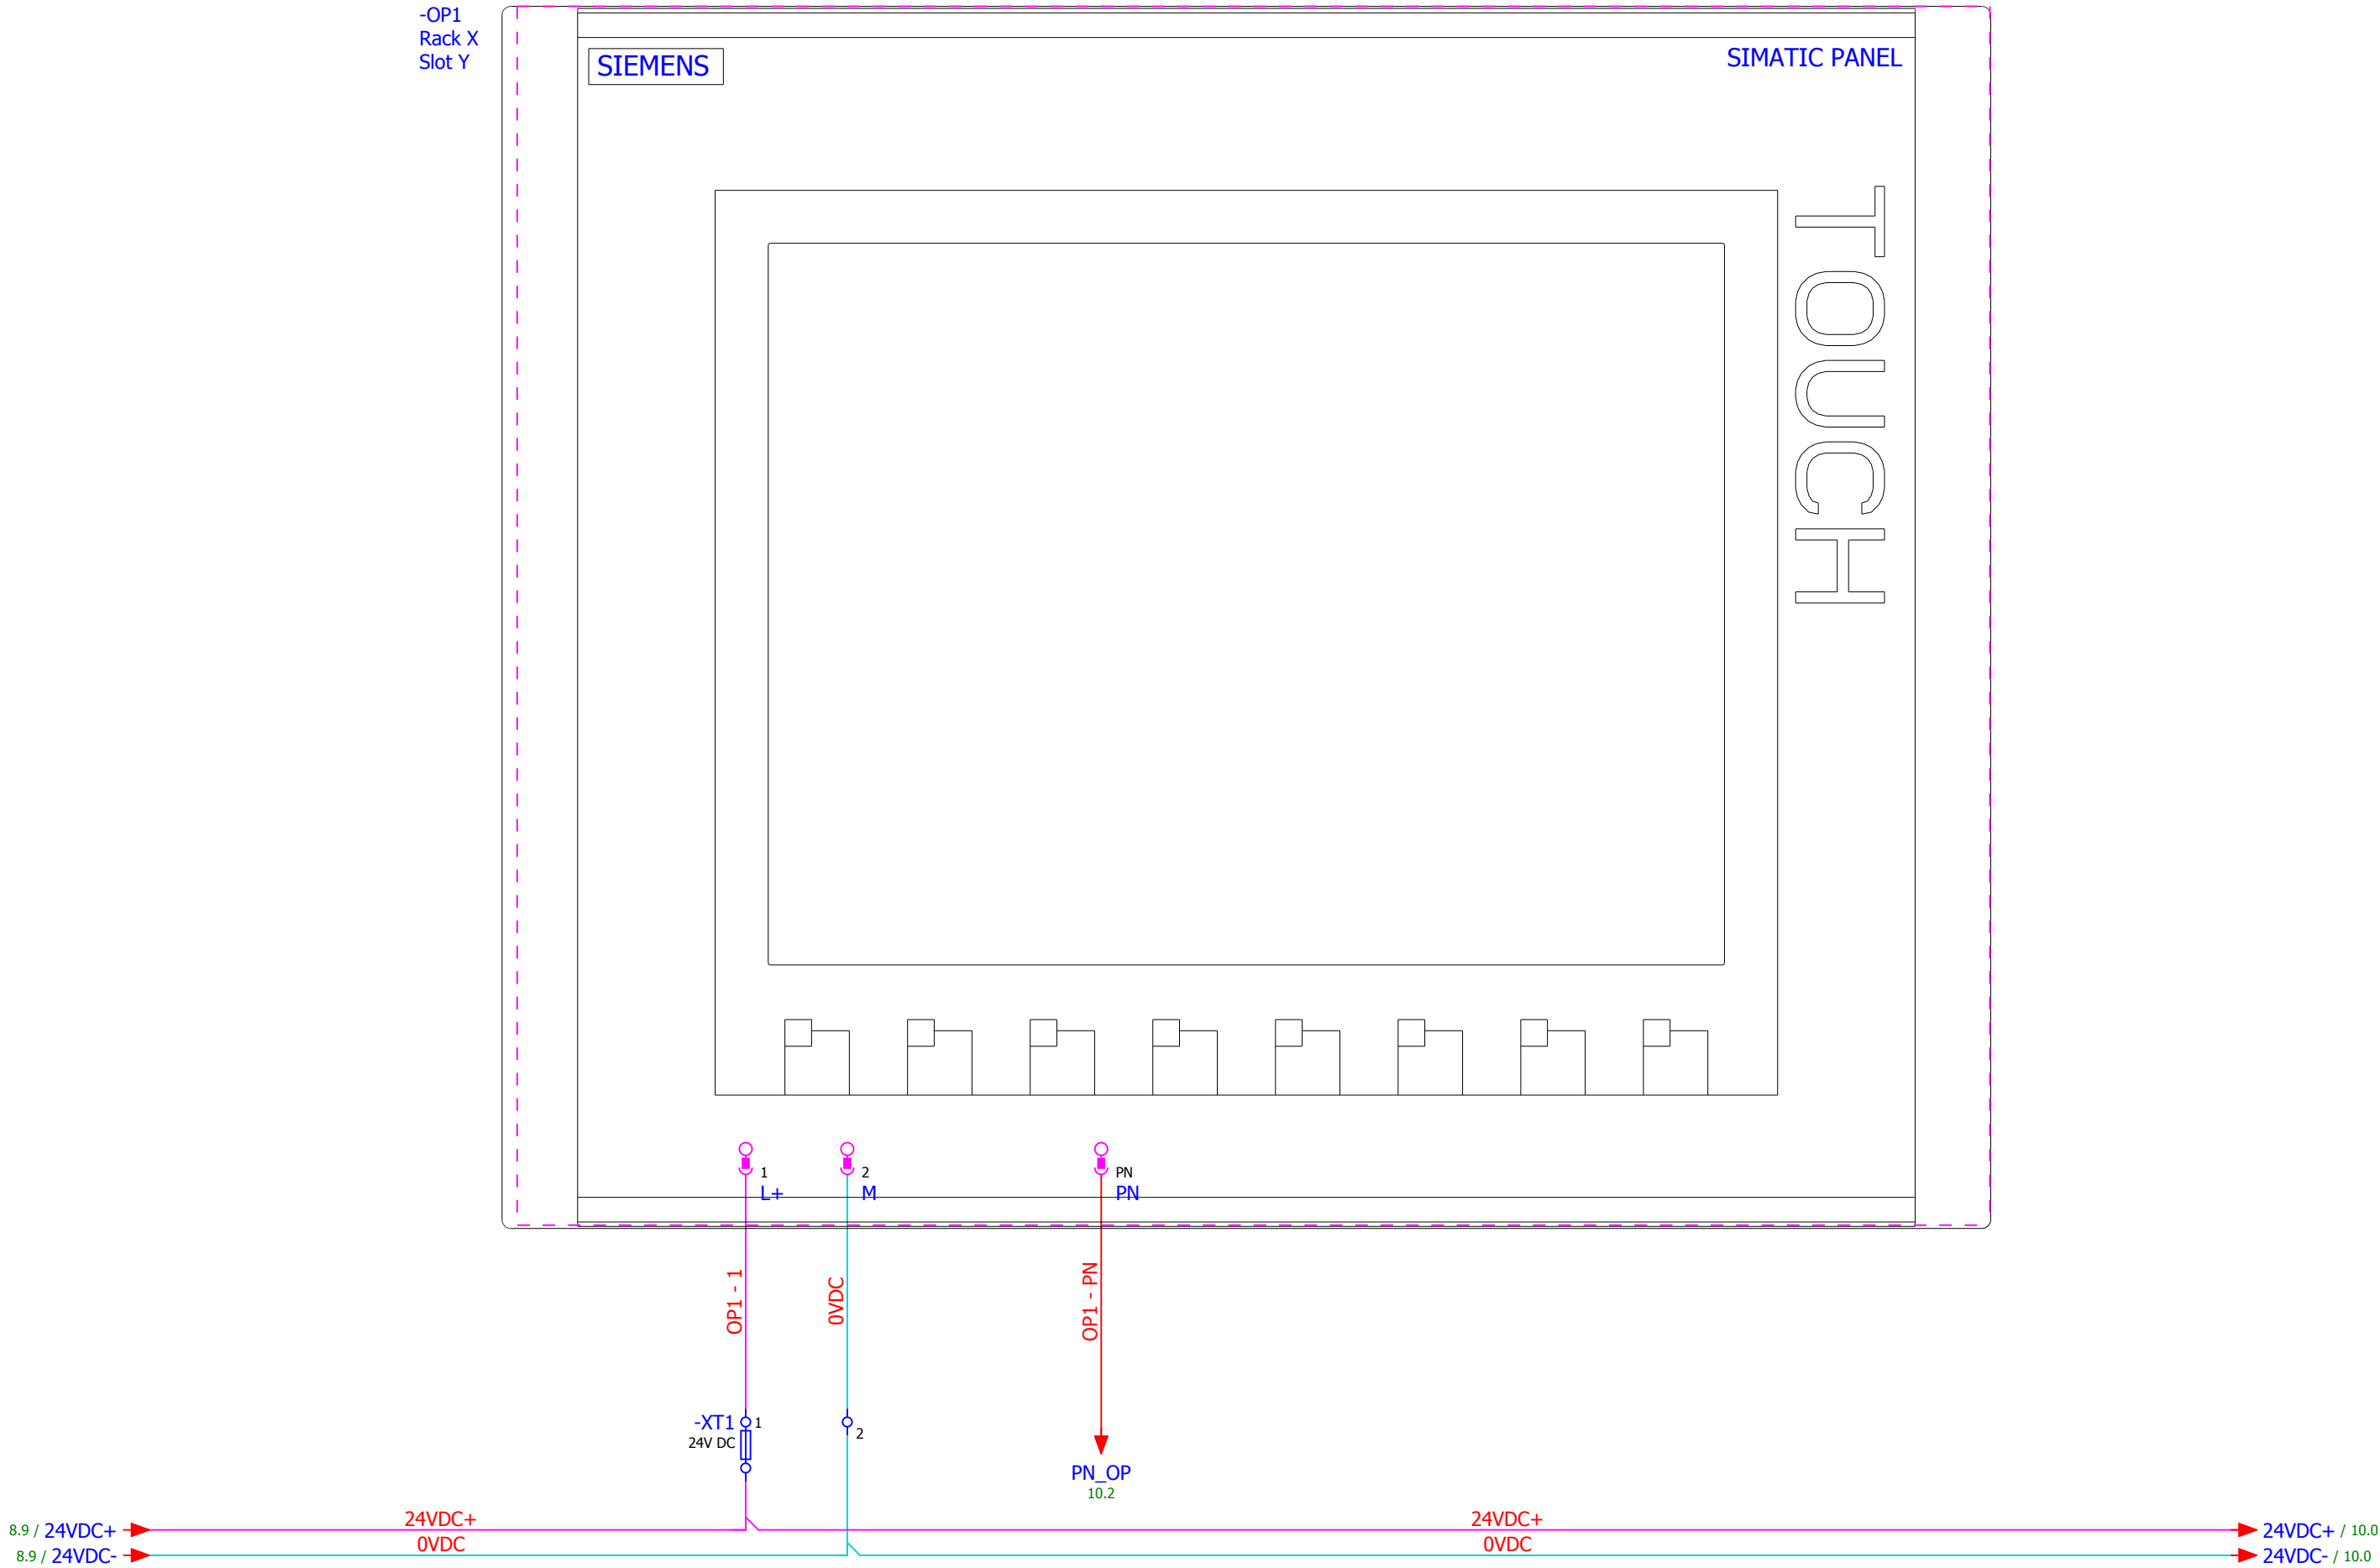 -OP1
Rack X
Slot Y
SIEMENS
SIMATIC PANEL
TOUCH
1
L+
2
M
PN
PN
OP1 - 1
0VDC
OP1 - PN
-XT1
1
24V DC
2
PN_OP
10.2
8.9 / 24VDC+
24VDC+
24VDC+
24VDC+ / 10.0
8.9 / 24VDC-
0VDC
0VDC
24VDC- / 10.0